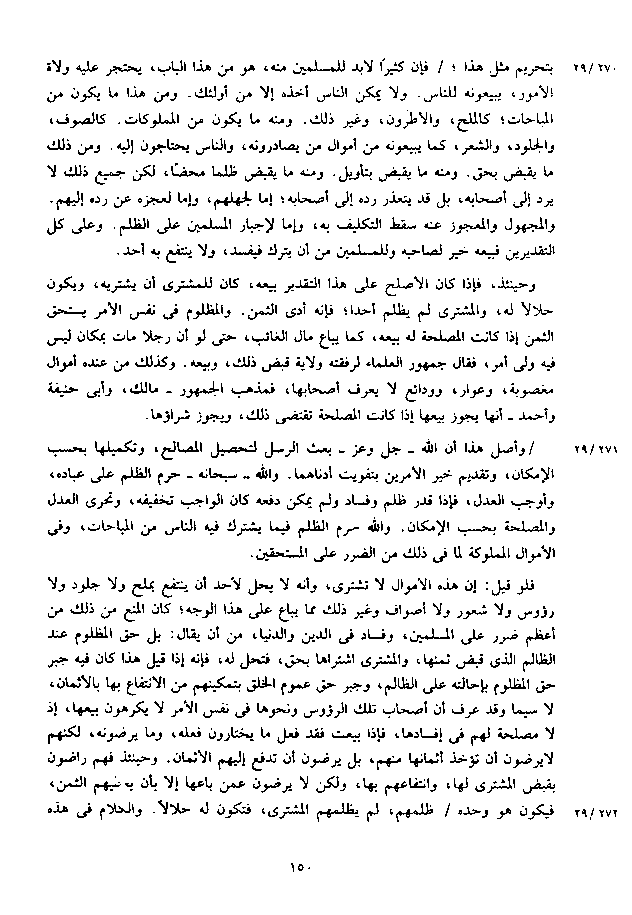 ٢٩/٢٧٠ بتحريم مثل هذا ؛ / فإن كثيرًا لابد للمسلمين منه، هو من هذا الباب، يحتجر عليه ولاة
الأمور، يبيعونه للناس. ولا يمكن الناس أخذه إلا من أولئك. ومن هذا ما يكون من
المباحات؛ كالملح، والأطرون، وغير ذلك. ومنه ما يكون من المملوكات. كالصوف،
والجلود، والشعر، كما يبيعونه من أموال من يصادرونه، والناس يحتاجون إليه. ومن ذلك
ما يقبض بحق. ومنه ما يقبض بتأويل. ومنه ما يقبض ظلما محضًا، لكن جميع ذلك لا
يرد إلى أصحابه، بل قد يتعذر رده إلى أصحابه؛ إما لجهلهم، وإما لعجزه عن رده إليهم.
والمجهول والمعجوز عنه سقط التكليف به، وإما لإجبار المسلمين على الظلم. وعلى كل
التقديرين فبيعه خير لصاحبه وللمسلمين من أن يترك فيفسد، ولا ينتفع به أحد.
وحينئذ، فإذا كان الأصلح على هذا التقدير بيعه، كان للمشترى أن يشتريه، ويكون
حلالاً له، والمشترى لم يظلم أحدا؛ فإنه أدى الثمن. والمظلوم فى نفس الأمر يستحق
الثمن إذا كانت المصلحة له بيعه، كما يباع مال الغائب، حتى لو أن رجلا مات بمكان ليس
فيه ولى أمر، فقال جمهور العلماء لرفقته ولاية قبض ذلك، وبيعه. وكذلك من عنده أموال
مغصوبة، وعوار، وودائع لا يعرف أصحابها، فمذهب الجمهور ـ مالك، وأبى حنيفة
وأحمد ـ أنها يجوز بيعها إذا كانت المصلحة تقتضى ذلك، ويجوز شراؤها.
٢٩/٢٧١ / وأصل هذا أن الله ـ جل وعز ـ بعث الرسل لتحصيل المصالح، وتكميلها بحسب
الإمكان، وتقديم خير الأمرين بتفويت أدناهما. والله ـ سبحانه ـ حرم الظلم على عباده،
وأوجب العدل، فإذا قدر ظلم وفساد ولم يمكن دفعه كان الواجب تخفيفه، وتحرى العدل
والمصلحة بحسب الإمكان. والله حرم الظلم فيما يشترك فيه الناس من المباحات، وفى
الأموال المملوكة لما فى ذلك من الضرر على المستحقين.
فلو قيل: إن هذه الأموال لا تشترى، وأنه لا يحل لأحد أن ينتفع بملح ولا جلود ولا
رؤوس ولا شعور ولا أصواف وغير ذلك مما يباع على هذا الوجه؛ كان المنع من ذلك من
أعظم ضرر على المسلمين، وفساد فى الدين والدنيا، من أن يقال: بل حق المظلوم عند
الظالم الذى قبض ثمنها، والمشترى اشتراها بحق، فتحل له، فإنه إذا قيل هذا كان فيه جبر
حق المظلوم بإحالته على الظالم، وجبر حق عموم الخلق بتمكينهم من الانتفاع بها بالأثمان،
لا سيما وقد عرف أن أصحاب تلك الرؤوس ونحوها فى نفس الأمر لا يكرهون بيعها، إذ
لا مصلحة لهم فى إفسادها، فإذا بيعت فقد فعل ما يختارون فعله، وما يرضونه، لكنهم
لايرضون أن تؤخذ أثمانها منهم، بل يرضون أن تدفع إليهم الأثمان. وحينئذ فهم راضون
بقبض المشترى لها، وانتفاعهم بها، ولكن لا يرضون عمن باعها إلا بأن يعطيهم الثمن،
٢٩/٢٧٢ فيكون هو وحده / ظلمهم، لم يظلمهم المشترى، فتكون له حلالاً. والكلام فى هذه
١٥٠